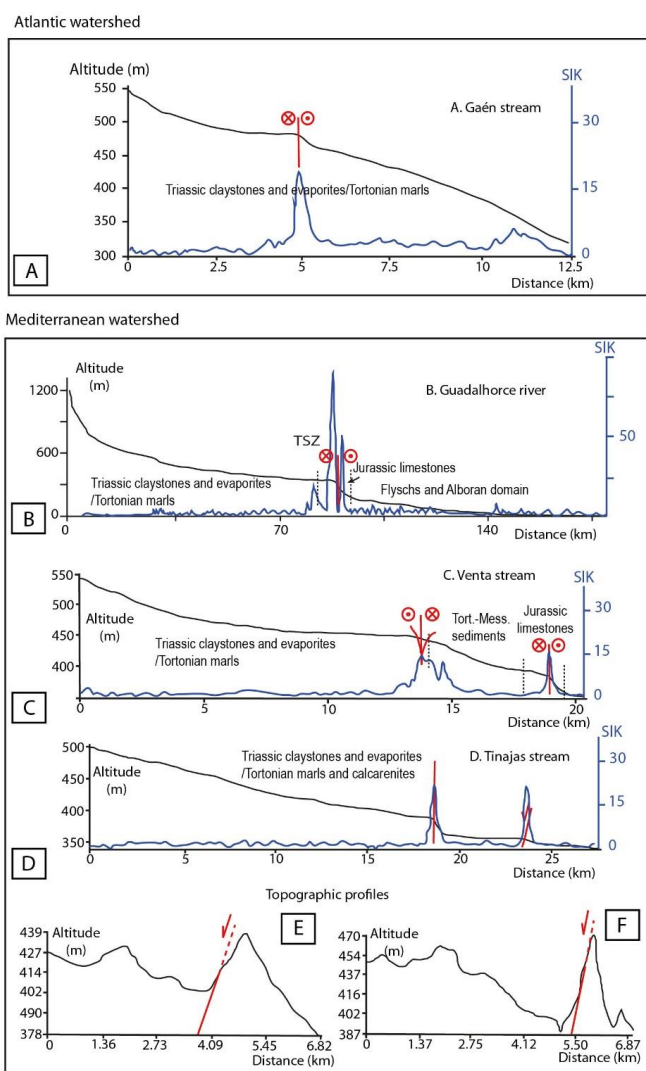 Atlantic watershed
Altitude (m)
SlK
550
500
450
400
350
300
30
15
0
A. Gaén stream
Triassic claystones and evaporites/Tortonian marls
A
0
2.5
5
7.5
10
12.5
Distance (km)
Mediterranean watershed
Altitude
(m)
SlK
1200
600
300
0
50
B. Guadalhorce river
TSZ
Jurassic limestones
Triassic claystones and evaporites
/Tortonian marls
Flyschs and Alboran domain
B
0
70
140
Distance (km)
550
500
450
400
Altitude
(m)
C. Venta stream
SlK
30
15
0
Tort.-Mess.
sediments
Jurassic
limestones
Triassic claystones and evaporites
/Tortonian marls
C
0
5
10
15
20
Distance (km)
500
450
400
350
Altitude
(m)
Triassic claystones and evaporites
/Tortonian marls and calcarenites
D. Tinajas stream
SlK
30
15
0
D
0
5
10
15
20
25
Distance (km)
Topographic profiles
439
427
414
402
490
378
Altitude
(m)
E
0
1.36
2.73
4.09
5.45
6.82
Distance (km)
470
454
437
416
402
387
Altitude
(m)
F
0
1.37
2.75
4.12
5.50
6.87
Distance (km)